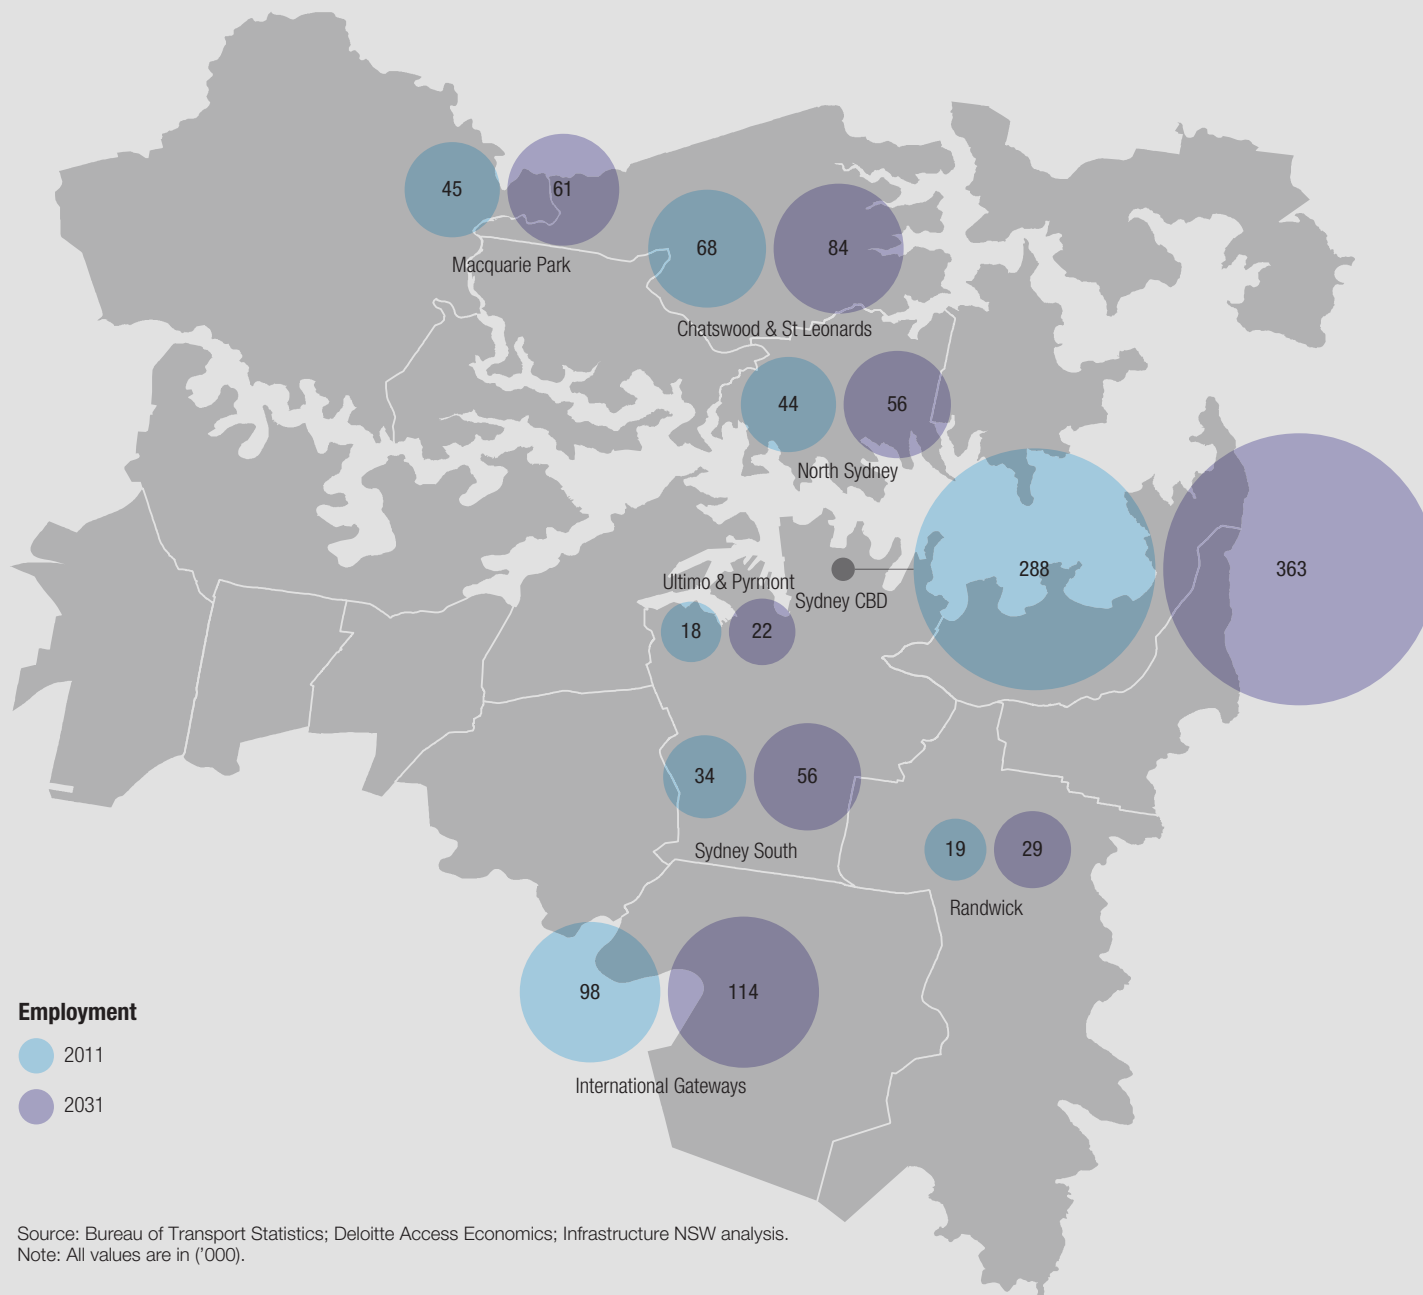 45
61
Macquarie Park
68
84
Chatswood & St Leonards
44
56
North Sydney
288
363
Ultimo & Pyrmont
Sydney CBD
18
22
34
56
Sydney South
19
29
Randwick
98
114
International Gateways
Employment
2011
2031
Source: Bureau of Transport Statistics; Deloitte Access Economics; Infrastructure NSW analysis.
Note: All values are in (’000).